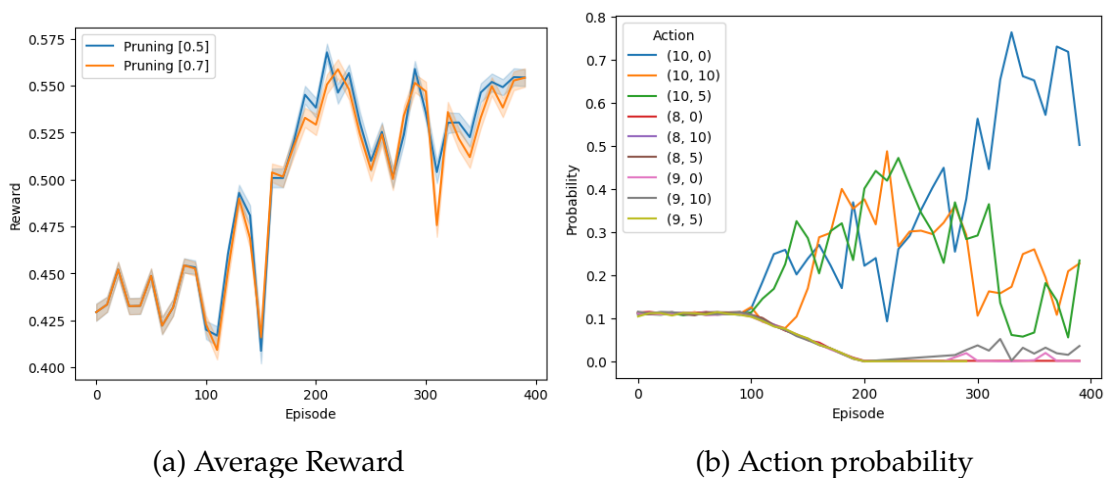 Pruning [0.5]
Pruning [0.7]
0.575
0.550
0.525
0.500
0.475
0.450
0.425
0.400
Reward
0 100 200 300 400
Episode
(a) Average Reward
0.8
0.7
0.6
0.5
0.4
0.3
0.2
0.1
0.0
Probability
Action
(10, 0)
(10, 10)
(10, 5)
(8, 0)
(8, 10)
(8, 5)
(9, 0)
(9, 10)
(9, 5)
0 100 200 300 400
Episode
(b) Action probability